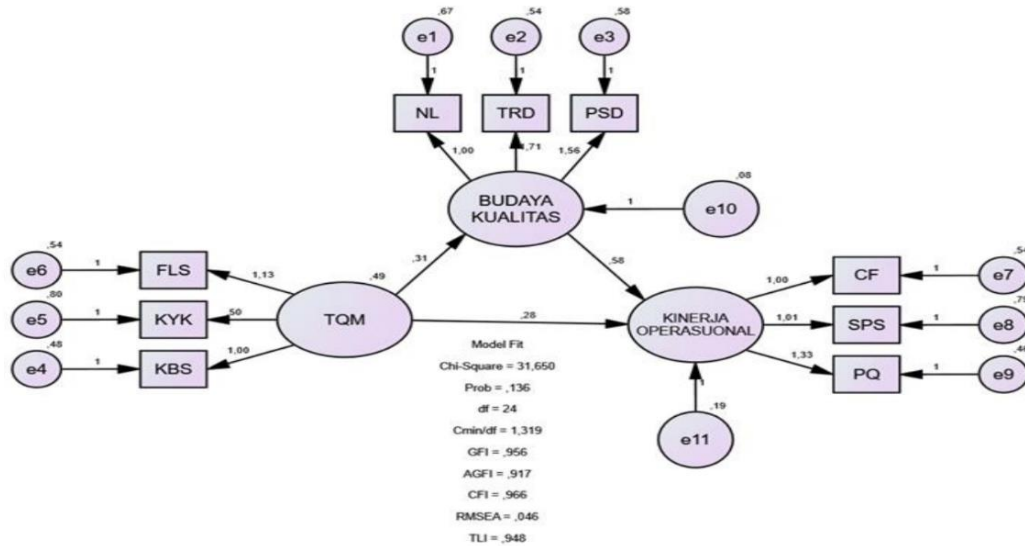 ,67
,54
,58
e1
e2
e3
1
1
1
NL
TRD
PSD
1,00
1,71
1,56
,08
BUDAYA
KUALITAS
1
e10
,54
e6
1
FLS
1,13
,31
,58
,49
,80
e5
1
KYK
,50
TQM
,48
e4
1
KBS
1,00
,28
KINERJA
OPERASUONAL
1,00
CF
1
e7
1,01
SPS
1
e8
1,33
PQ
1
e9
1
,19
e11
Model Fit
Chi-Square = 31,650
Prob = ,136
df = 24
Cmin/df = 1,319
GFI = ,956
AGFI = ,917
CFI = ,966
RMSEA = ,046
TLI = ,948